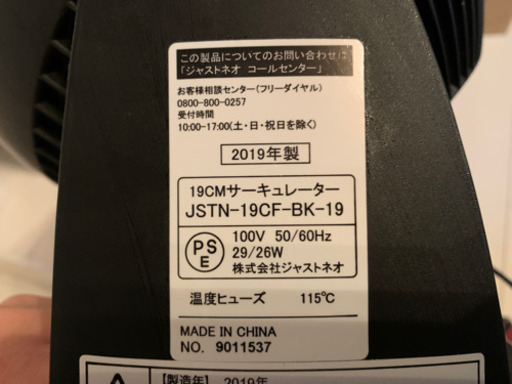 この製品についてのお問い合わせは
「ジャストネオ コールセンター」
お客様相談センター(フリーダイヤル)
0800-800-0257
受付時間
10:00-17:00(土・日・祝日を除く)
2019年製
19CMサーキュレーター
JSTN-19CF-BK-19
PSE
100V 50/60Hz
29/26W
株式会社ジャストネオ
温度ヒューズ 115℃
MADE IN CHINA
NO. 9011537
【製造年】2019年